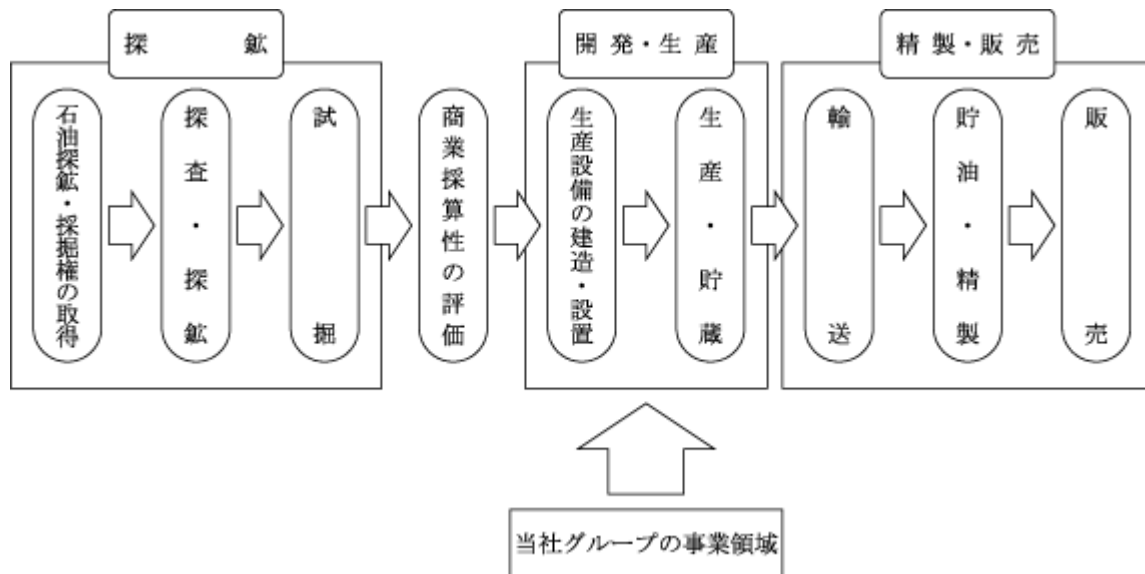 探鉱
開発・生産
精製・販売
石油探鉱・採掘権の取得
探査・探鉱
試掘
商業採算性の評価
生産設備の建造・設置
生産・貯蔵
輸送
貯油・精製
販売
当社グループの事業領域